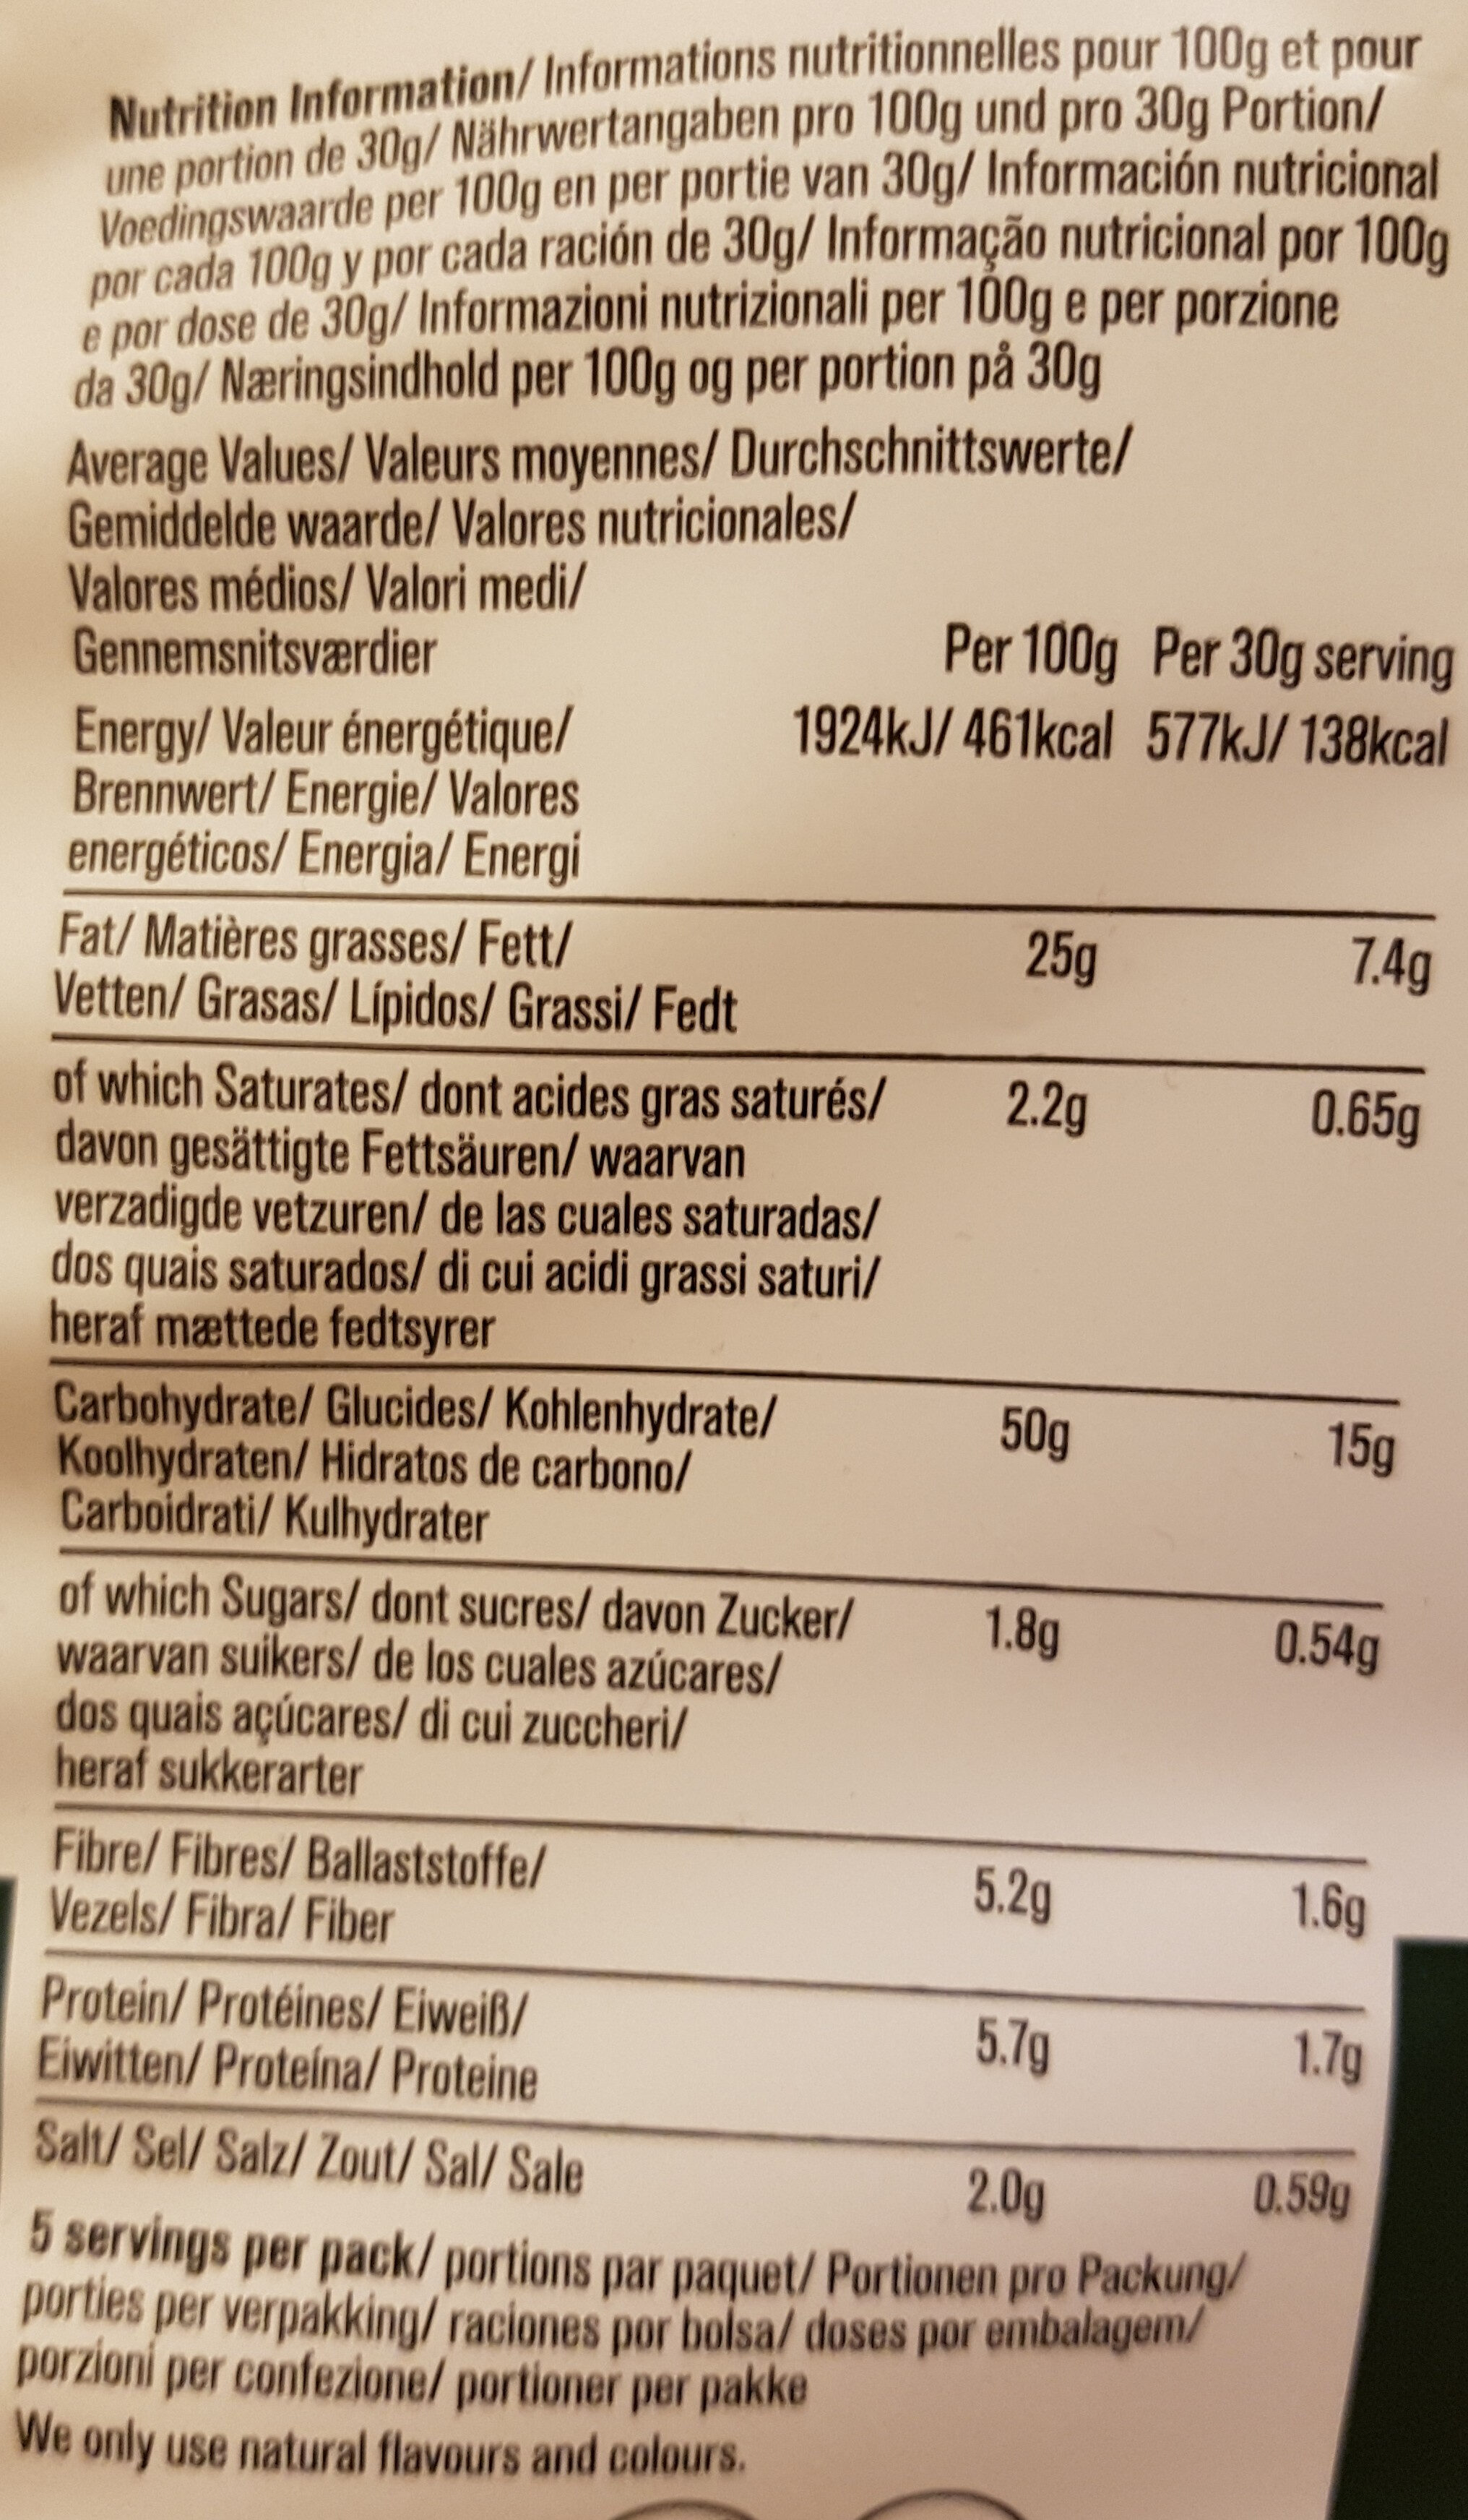 Nutrition Information/ Informations nutritionnelles pour 100g et pour
une portion de 30g/ Nährwertangaben pro 100g und pro 30g Portion/
Voedingswaarde per 100g en per portie van 30g/ Información nutricional
por cada 100g y por cada ración de 30g/ Informação nutricional por 100g
e por dose de 30g/ Informazioni nutrizionali per 100g e per porzione
da 30g/ Næringsindhold per 100g og per portion på 30g
Average Values/ Valeurs moyennes/ Durchschnittswerte/
Gemiddelde waarde/ Valores nutricionales/
Valores médios/ Valori medi/
Gennemsnitsværdier Per 100g Per 30g serving
Energy/ Valeur énergétique/ 1924kJ/ 461kcal 577kJ/ 138kcal
Brennwert/ Energie/ Valores
energéticos/ Energia/ Energi
Fat/ Matières grasses/ Fett/ 25g 7.4g
Vetten/ Grasas/ Lípidos/ Grassi/ Fedt
of which Saturates/ dont acides gras saturés/ 2.2g 0.65g
davon gesättigte Fettsäuren/ waarvan
verzadigde vetzuren/ de las cuales saturadas/
dos quais saturados/ di cui acidi grassi saturi/
heraf mættede fedtsyrer
Carbohydrate/ Glucides/ Kohlenhydrate/ 50g 15g
Koolhydraten/ Hidratos de carbono/
Carboidrati/ Kulhydrater
of which Sugars/ dont sucres/ davon Zucker/ 1.8g 0.54g
waarvan suikers/ de los cuales azúcares/
dos quais açúcares/ di cui zuccheri/
heraf sukkerarter
Fibre/ Fibres/ Ballaststoffe/ 5.2g 1.6g
Vezels/ Fibra/ Fiber
Protein/ Protéines/ Eiweiß/ 5.7g 1.7g
Eiwitten/ Proteína/ Proteine
Salt/ Sel/ Salz/ Zout/ Sal/ Sale 2.0g 0.59g
5 servings per pack/ portions par paquet/ Portionen pro Packung/
porties per verpakking/ raciones por bolsa/ doses por embalagem/
porzioni per confezione/ portioner per pakke
We only use natural flavours and colours.